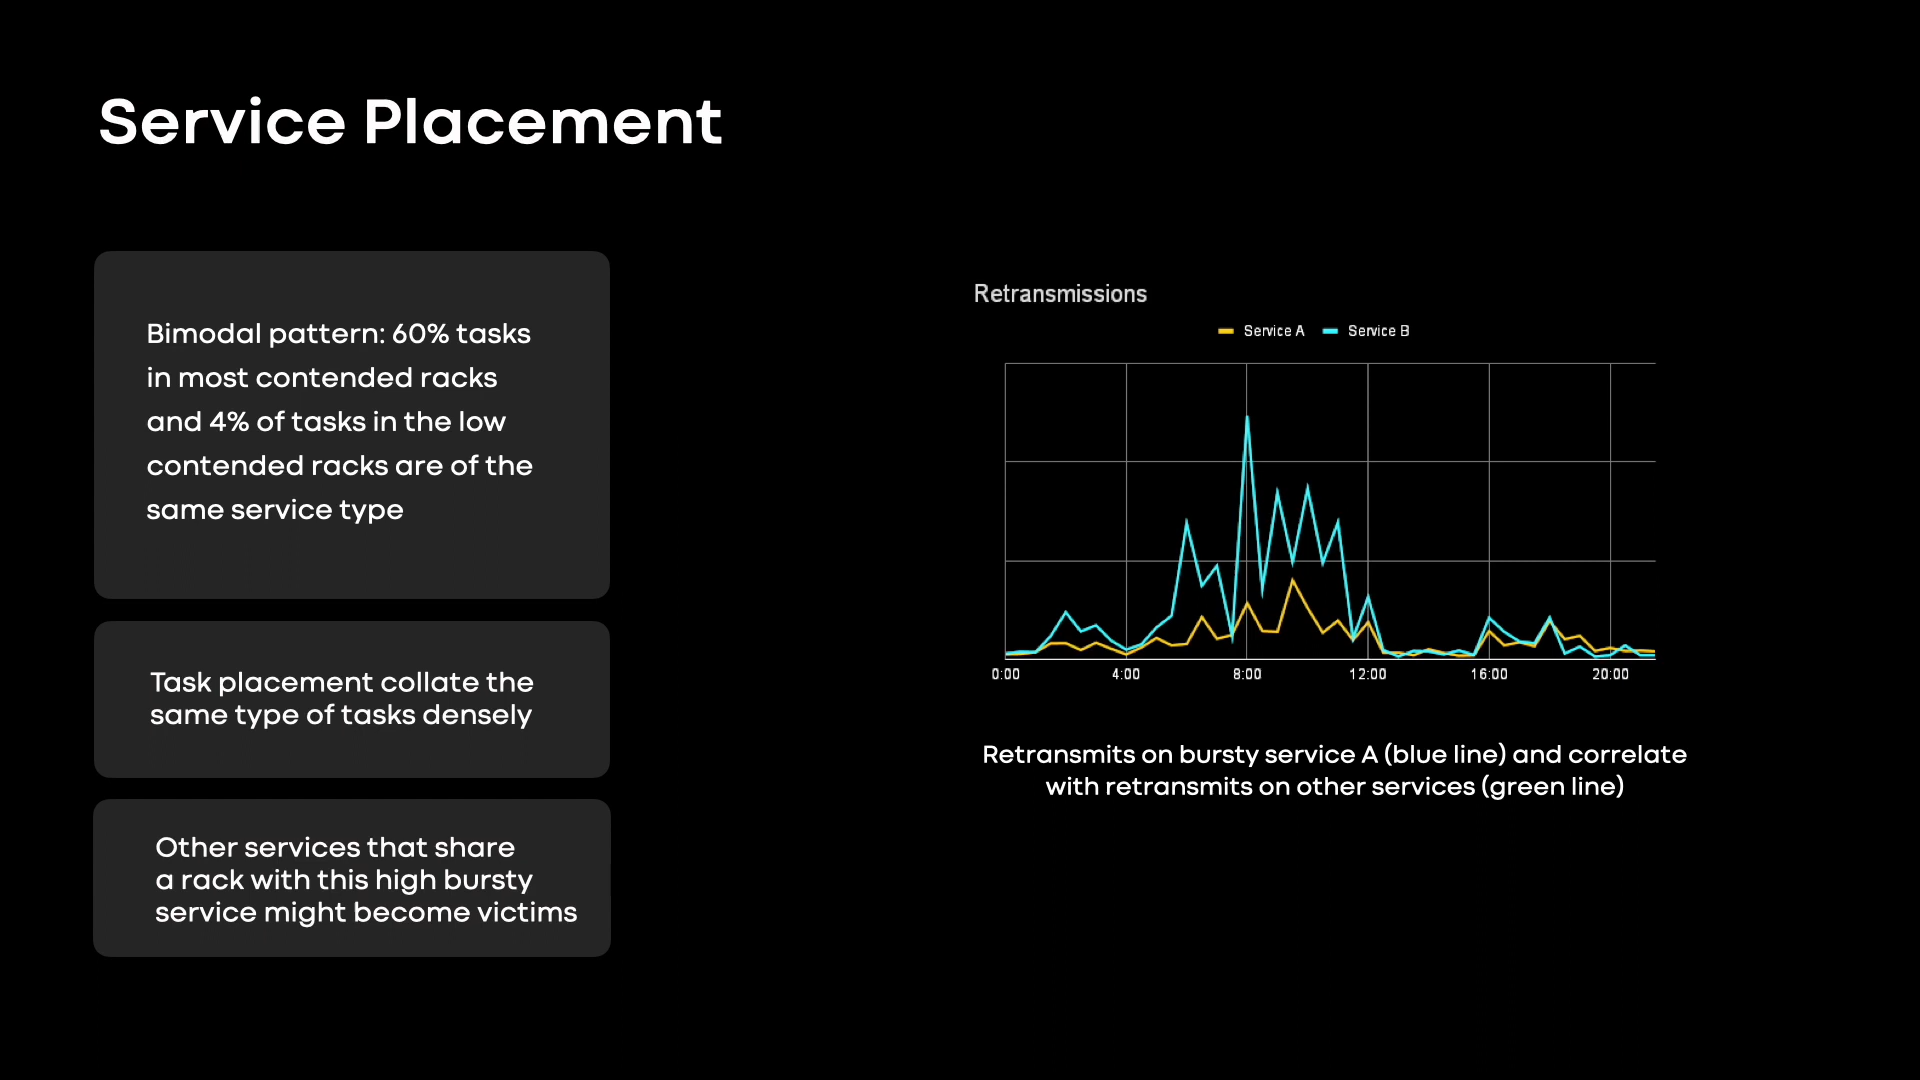 Service Placement
Bimodal pattern: 60% tasks
in most contended racks
and 4% of tasks in the low
contended racks are of the
same service type
Task placement collate the
same type of tasks densely
Other services that share
a rack with this high bursty
service might become victims
Retransmissions
Service A Service B
0:00 4:00 8:00 12:00 16:00 20:00
Retransmits on bursty service A (blue line) and correlate
with retransmits on other services (green line)